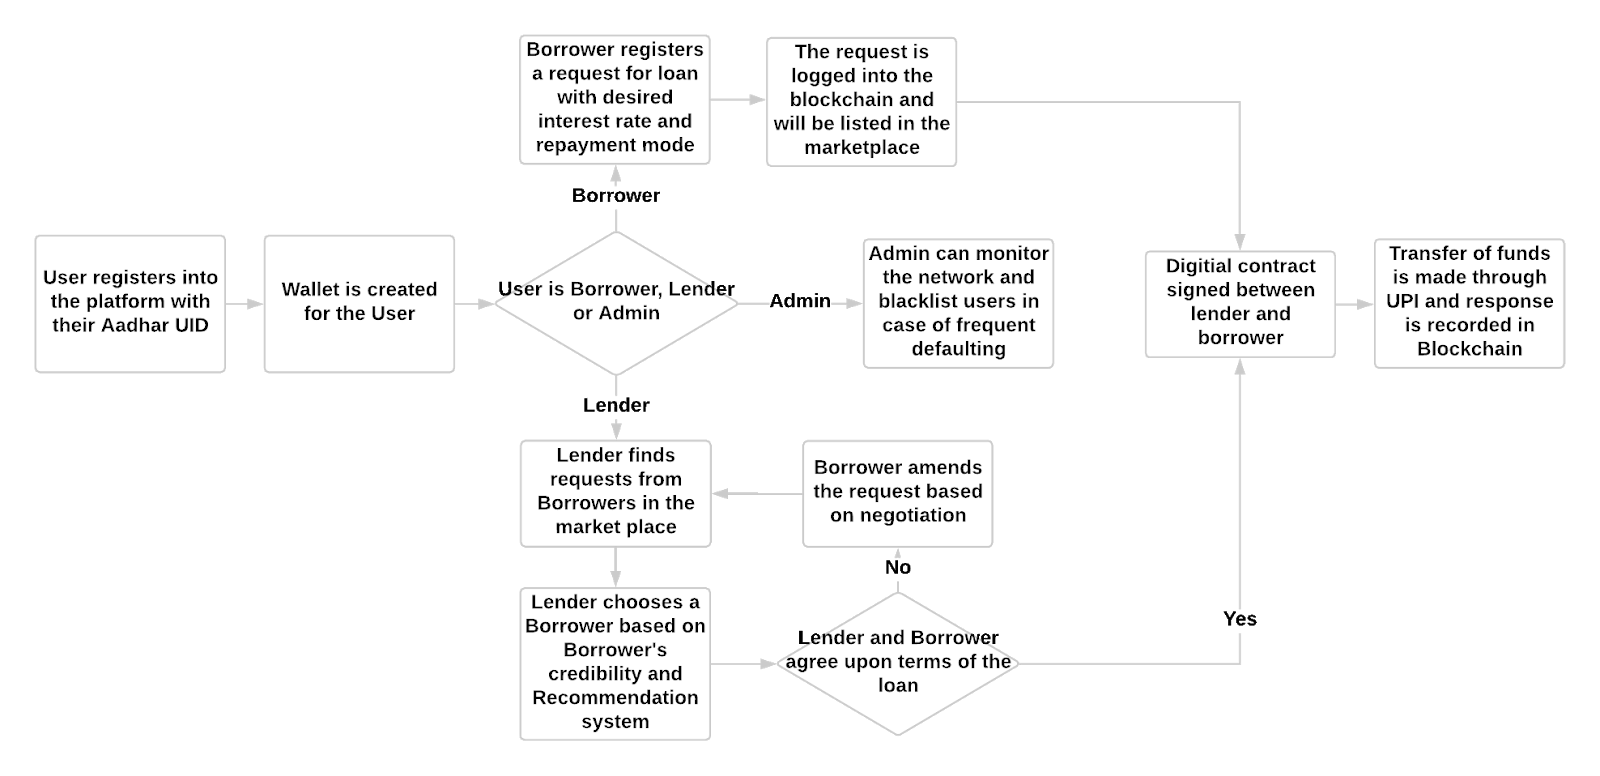 Borrower registers
a request for loan
with desired
interest rate and
repayment mode
The request is
logged into the
blockchain and
will be listed in the
marketplace
Borrower
User registers into
the platform with
their Aadhar UID
Wallet is created
for the User
User is Borrower, Lender
or Admin
Admin
Admin can monitor
the network and
blacklist users in
case of frequent
defaulting
Digitial contract
signed between
lender and
borrower
Transfer of funds
is made through
UPI and response
is recorded in
Blockchain
Lender
Lender finds
requests from
Borrowers in the
market place
Borrower amends
the request based
on negotiation
No
Lender chooses a
Borrower based on
Borrower's
credibility and
Recommendation
system
Lender and Borrower
agree upon terms of the
loan
Yes